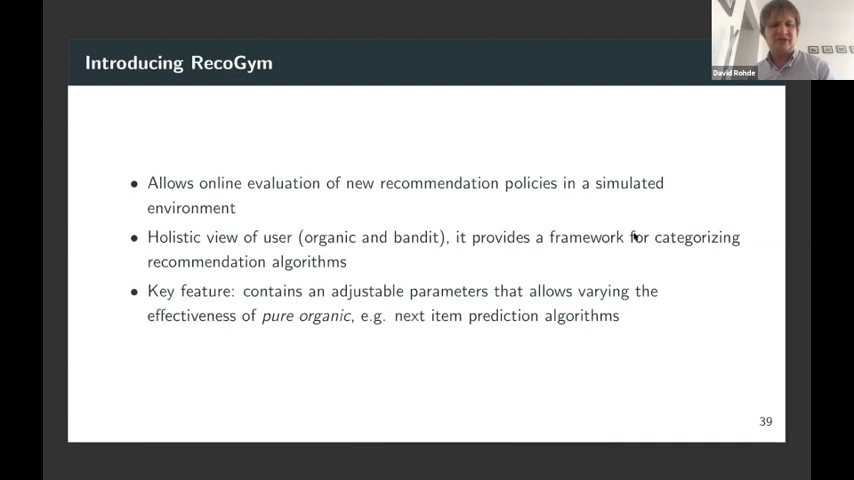 Introducing RecoGym
David Rohde
• Allows online evaluation of new recommendation policies in a simulated
environment
• Holistic view of user (organic and bandit), it provides a framework for categorizing
recommendation algorithms
• Key feature: contains an adjustable parameters that allows varying the
effectiveness of pure organic, e.g. next item prediction algorithms
39